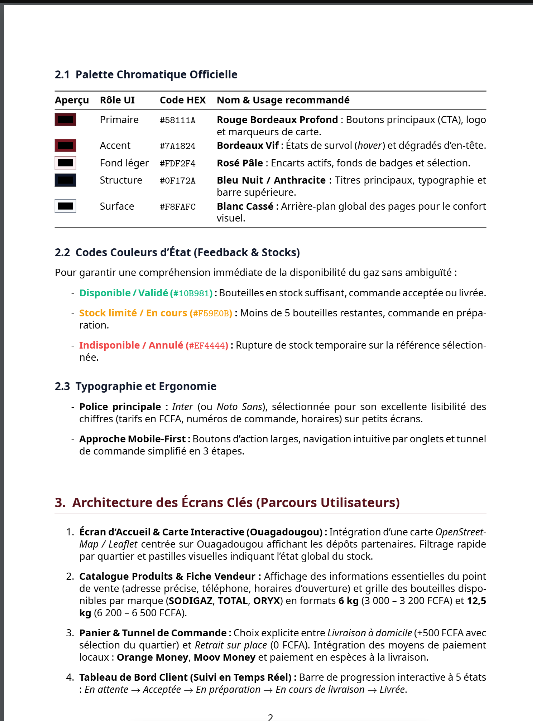 2.1 Palette Chromatique Officielle
Aperçu Rôle UI Code HEX Nom & Usage recommandé
Primaire #58111A Rouge Bordeaux Profond : Boutons principaux (CTA), logo
et marqueurs de carte.
Accent #7A1824 Bordeaux Vif : États de survol (hover) et dégradés d'en-tête.
Fond léger #FDF2F4 Rosé Pâle : Encarts actifs, fonds de badges et sélection.
Structure #0F172A Bleu Nuit / Anthracite : Titres principaux, typographie et
barre supérieure.
Surface #F8FAFC Blanc Cassé : Arrière-plan global des pages pour le confort
visuel.
2.2 Codes Couleurs d'État (Feedback & Stocks)
Pour garantir une compréhension immédiate de la disponibilité du gaz sans ambiguïté :
- Disponible / Validé (#10B981) : Bouteilles en stock suffisant, commande acceptée ou livrée.
- Stock limité / En cours (#F59E0B) : Moins de 5 bouteilles restantes, commande en prépa-
ration.
- Indisponible / Annulé (#EF4444) : Rupture de stock temporaire sur la référence sélection-
née.
2.3 Typographie et Ergonomie
- Police principale : Inter (ou Noto Sans), sélectionnée pour son excellente lisibilité des
chiffres (tarifs en FCFA, numéros de commande, horaires) sur petits écrans.
- Approche Mobile-First : Boutons d'action larges, navigation intuitive par onglets et tunnel
de commande simplifié en 3 étapes.
3. Architecture des Écrans Clés (Parcours Utilisateurs)
1. Écran d'Accueil & Carte Interactive (Ouagadougou) : Intégration d'une carte OpenStreet-
Map / Leaflet centrée sur Ouagadougou affichant les dépôts partenaires. Filtrage rapide
par quartier et pastilles visuelles indiquant l'état global du stock.
2. Catalogue Produits & Fiche Vendeur : Affichage des informations essentielles du point
de vente (adresse précise, téléphone, horaires d'ouverture) et grille des bouteilles dispo-
nibles par marque (SODIGAZ, TOTAL, ORYX) en formats 6 kg (3 000 – 3 200 FCFA) et 12,5
kg (6 200 – 6 500 FCFA).
3. Panier & Tunnel de Commande : Choix explicite entre Livraison à domicile (+500 FCFA avec
sélection du quartier) et Retrait sur place (0 FCFA). Intégration des moyens de paiement
locaux : Orange Money, Moov Money et paiement en espèces à la livraison.
4. Tableau de Bord Client (Suivi en Temps Réel) : Barre de progression interactive à 5 états
: En attente → Acceptée → En préparation → En cours de livraison → Livrée.
2